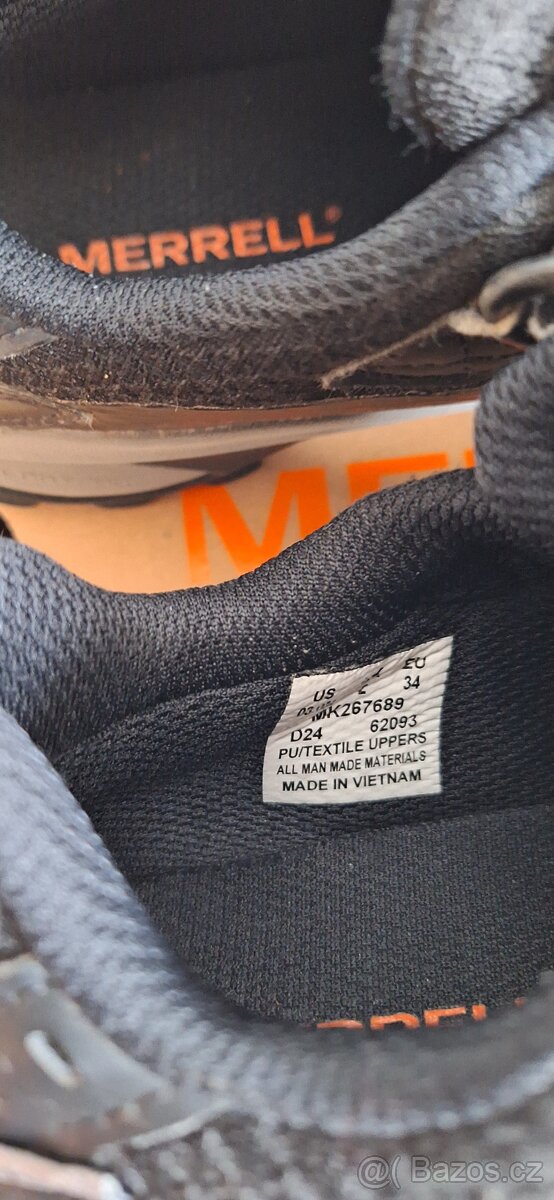 MERRELL®
ME
US EU
34
MK267689
D24 62093
PU/TEXTILE UPPERS
ALL MAN MADE MATERIALS
MADE IN VIETNAM
@( Bazos.cz